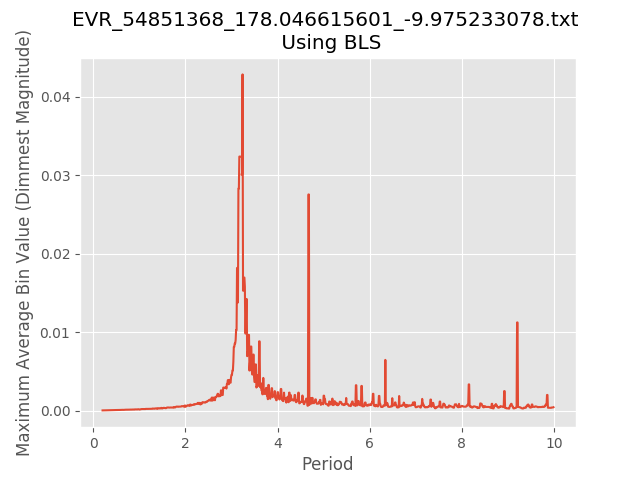 EVR_54851368_178.046615601_-9.975233078.txt
Using BLS
Maximum Average Bin Value (Dimmest Magnitude)
0.04
0.03
0.02
0.01
0.00
0
2
4
6
8
10
Period